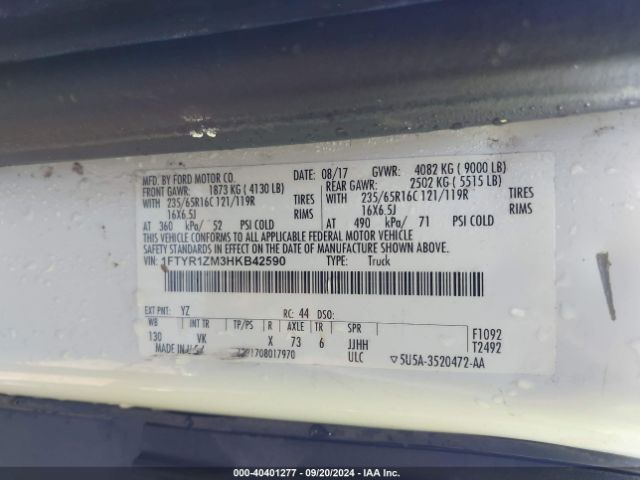 MFD. BY FORD MOTOR CO. 08/17 GVWR: 4082 KG ( 9000 LB)
FRONT GAWR: 1873 KG ( 4130 LB) REAR GAWR: 2502 KG ( 5515 LB)
WITH 235/65R16C 121/119R TIRES WITH 235/65R16C 121/119R TIRES
16X6.5J RIMS 16X6.5J RIMS
AT 360 kPa/ 52 PSI COLD AT 490 kPa/ 71 PSI COLD
THIS VEHICLE CONFORMS TO ALL APPLICABLE FEDERAL MOTOR VEHICLE
SAFETY STANDARDS IN EFFECT ON THE DATE OF MANUFACTURE SHOWN ABOVE.
VIN: 1FTYR1ZM3HKB42590 TYPE: Truck
EXT PNT: YZ RC: 44 DSO:
WB INT TR TP/PS R AXLE TR SPR F1092
130 VK X 73 6 JJHH T2492
MADE IN U.S.A. 1708017970 ULC ▽5U5A-3520472-AA
00 - 40401277 - 09/20/2024 - IAA Inc.